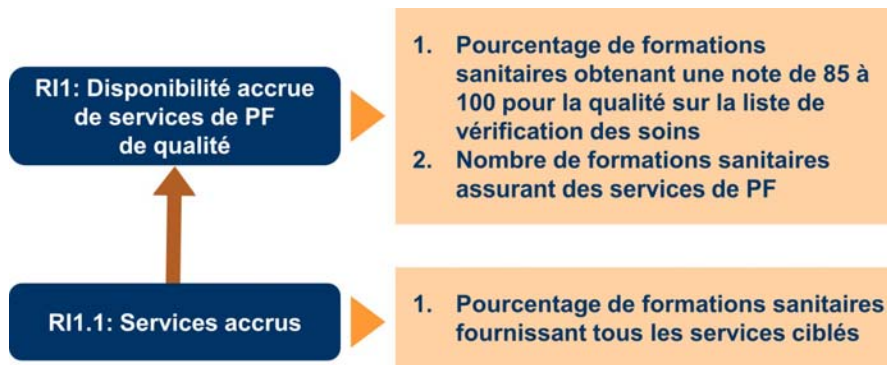 RI1: Disponibilité accrue
de services de PF
de qualité
1. Pourcentage de formations
sanitaires obtenant une note de 85 à
100 pour la qualité sur la liste de
vérification des soins
2. Nombre de formations sanitaires
assurant des services de PF
RI1.1: Services accrus
1. Pourcentage de formations sanitaires
fournissant tous les services ciblés